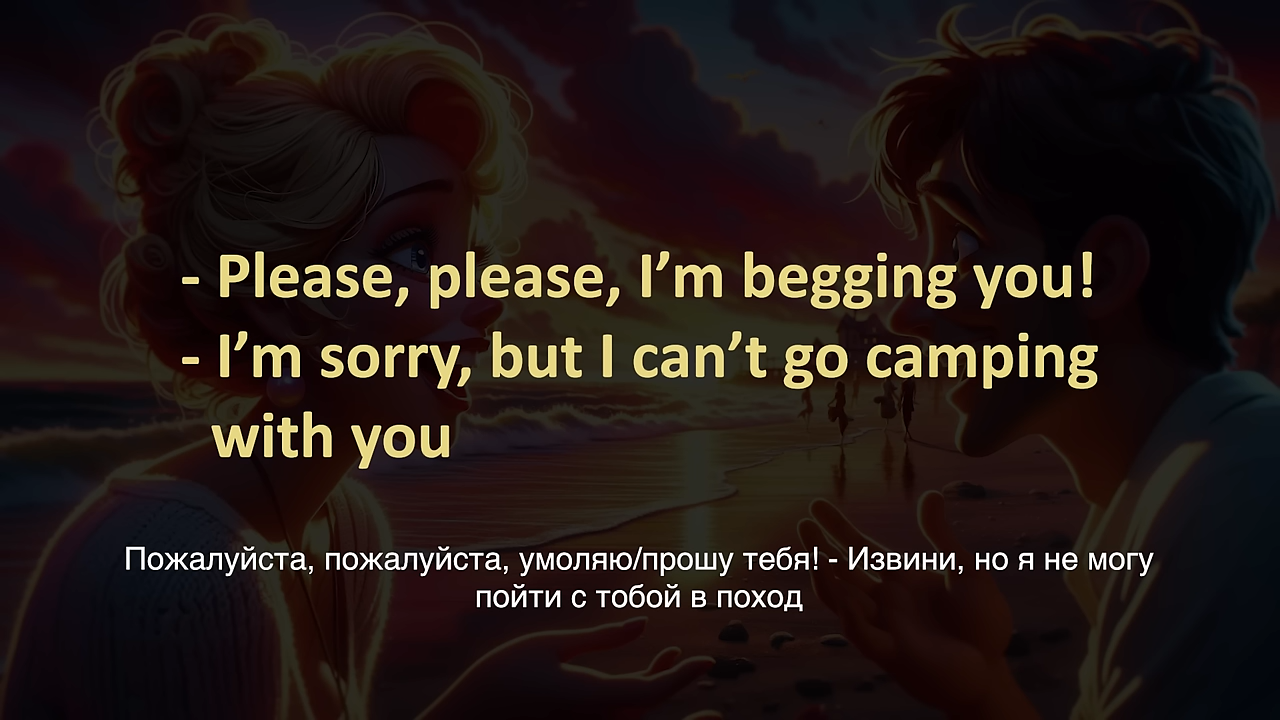 - Please, please, I’m begging you!
- I’m sorry, but I can’t go camping
with you
Пожалуйста, пожалуйста, умоляю/прошу тебя! - Извини, но я не могу
пойти с тобой в поход